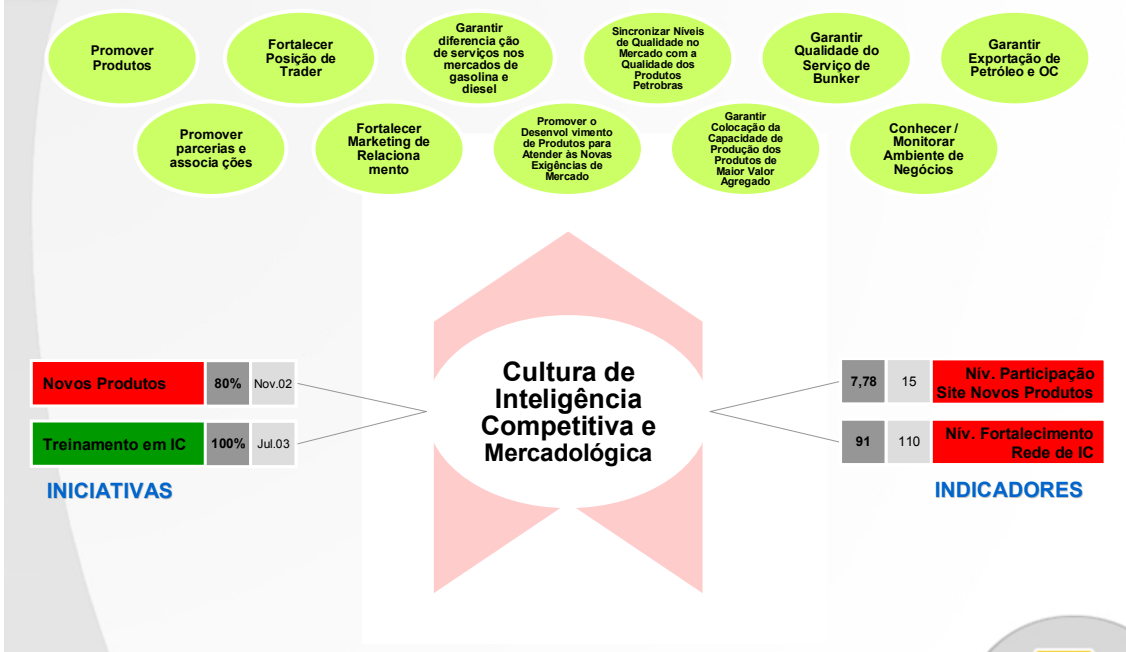 Promover
Produtos
Fortalecer
Posição de
Trader
Garantir
diferencia ção
de serviços nos
mercados de
gasolina e
diesel
Sincronizar Níveis
de Qualidade no
Mercado com a
Qualidade dos
Produtos
Petrobras
Garantir
Qualidade do
Serviço de
Bunker
Garantir
Exportação de
Petróleo e OC
Promover
parcerias e
associa ções
Fortalecer
Marketing de
Relaciona
mento
Promover o
Desenvol vimento
de Produtos para
Atender às Novas
Exigências de
Mercado
Garantir
Colocação da
Capacidade de
Produção dos
Produtos de
Maior Valor
Agregado
Conhecer /
Monitorar
Ambiente de
Negócios
Cultura de
Inteligência
Competitiva e
Mercadológica
Novos Produtos 80% Nov.02
Treinamento em IC 100% Jul.03
INICIATIVAS
7,78 15 Nív. Participação
Site Novos Produtos
91 110 Nív. Fortalecimento
Rede de IC
INDICADORES